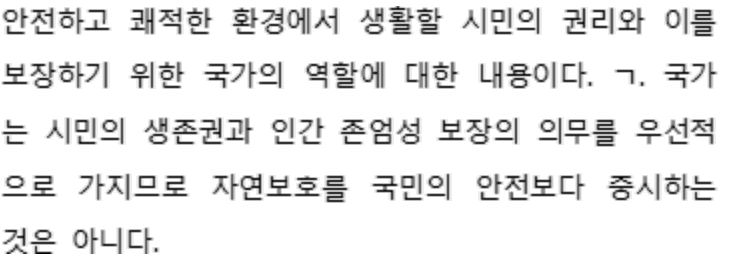 안전하고 쾌적한 환경에서 생활할 시민의 권리와 이를
보장하기 위한 국가의 역할에 대한 내용이다. ㄱ. 국가
는 시민의 생존권과 인간 존엄성 보장의 의무를 우선적
으로 가지므로 자연보호를 국민의 안전보다 중시하는
것은 아니다.